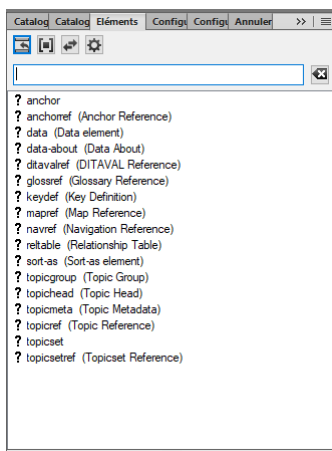 Catalog Catalog Eléments Configu Configu Annuler >>
? anchor
? anchorref (Anchor Reference)
? data (Data element)
? data-about (Data About)
? ditavalref (DITAVAL Reference)
? glossref (Glossary Reference)
? keydef (Key Definition)
? mapref (Map Reference)
? navref (Navigation Reference)
? reltable (Relationship Table)
? sort-as (Sort-as element)
? topicgroup (Topic Group)
? topichead (Topic Head)
? topicmeta (Topic Metadata)
? topicref (Topic Reference)
? topicset
? topicsetref (Topicset Reference)